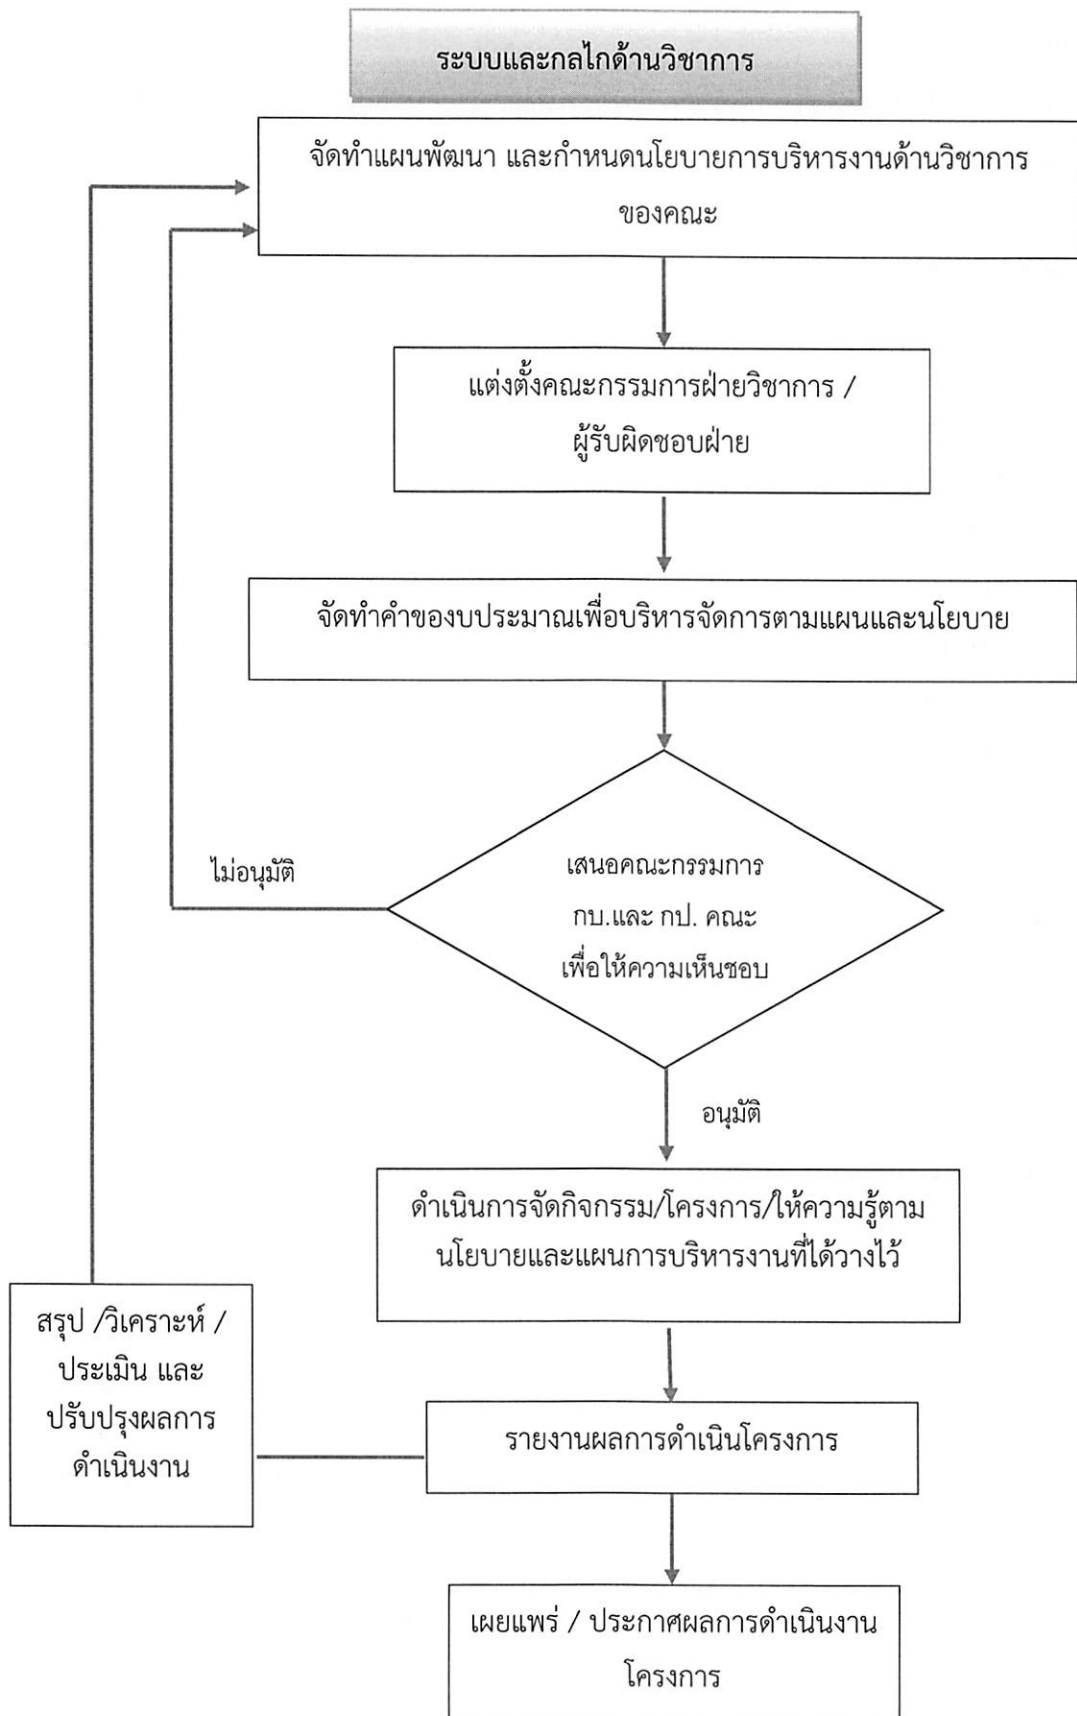 ระบบและกลไกด้านวิชาการ
จัดทำแผนพัฒนา และกำหนดนโยบายการบริหารงานด้านวิชาการ
ของคณะ
แต่งตั้งคณะกรรมการฝ่ายวิชาการ /
ผู้รับผิดชอบฝ่าย
จัดทำคำของบประมาณเพื่อบริหารจัดการตามแผนและนโยบาย
ไม่อนุมัติ
เสนอคณะกรรมการ
กบ.และ กป. คณะ
เพื่อให้ความเห็นชอบ
อนุมัติ
ดำเนินการจัดกิจกรรม/โครงการ/ให้ความรู้ตาม
นโยบายและแผนการบริหารงานที่ได้วางไว้
สรุป /วิเคราะห์ /
ประเมิน และ
ปรับปรุงผลการ
ดำเนินงาน
รายงานผลการดำเนินโครงการ
เผยแพร่ / ประกาศผลการดำเนินงาน
โครงการ